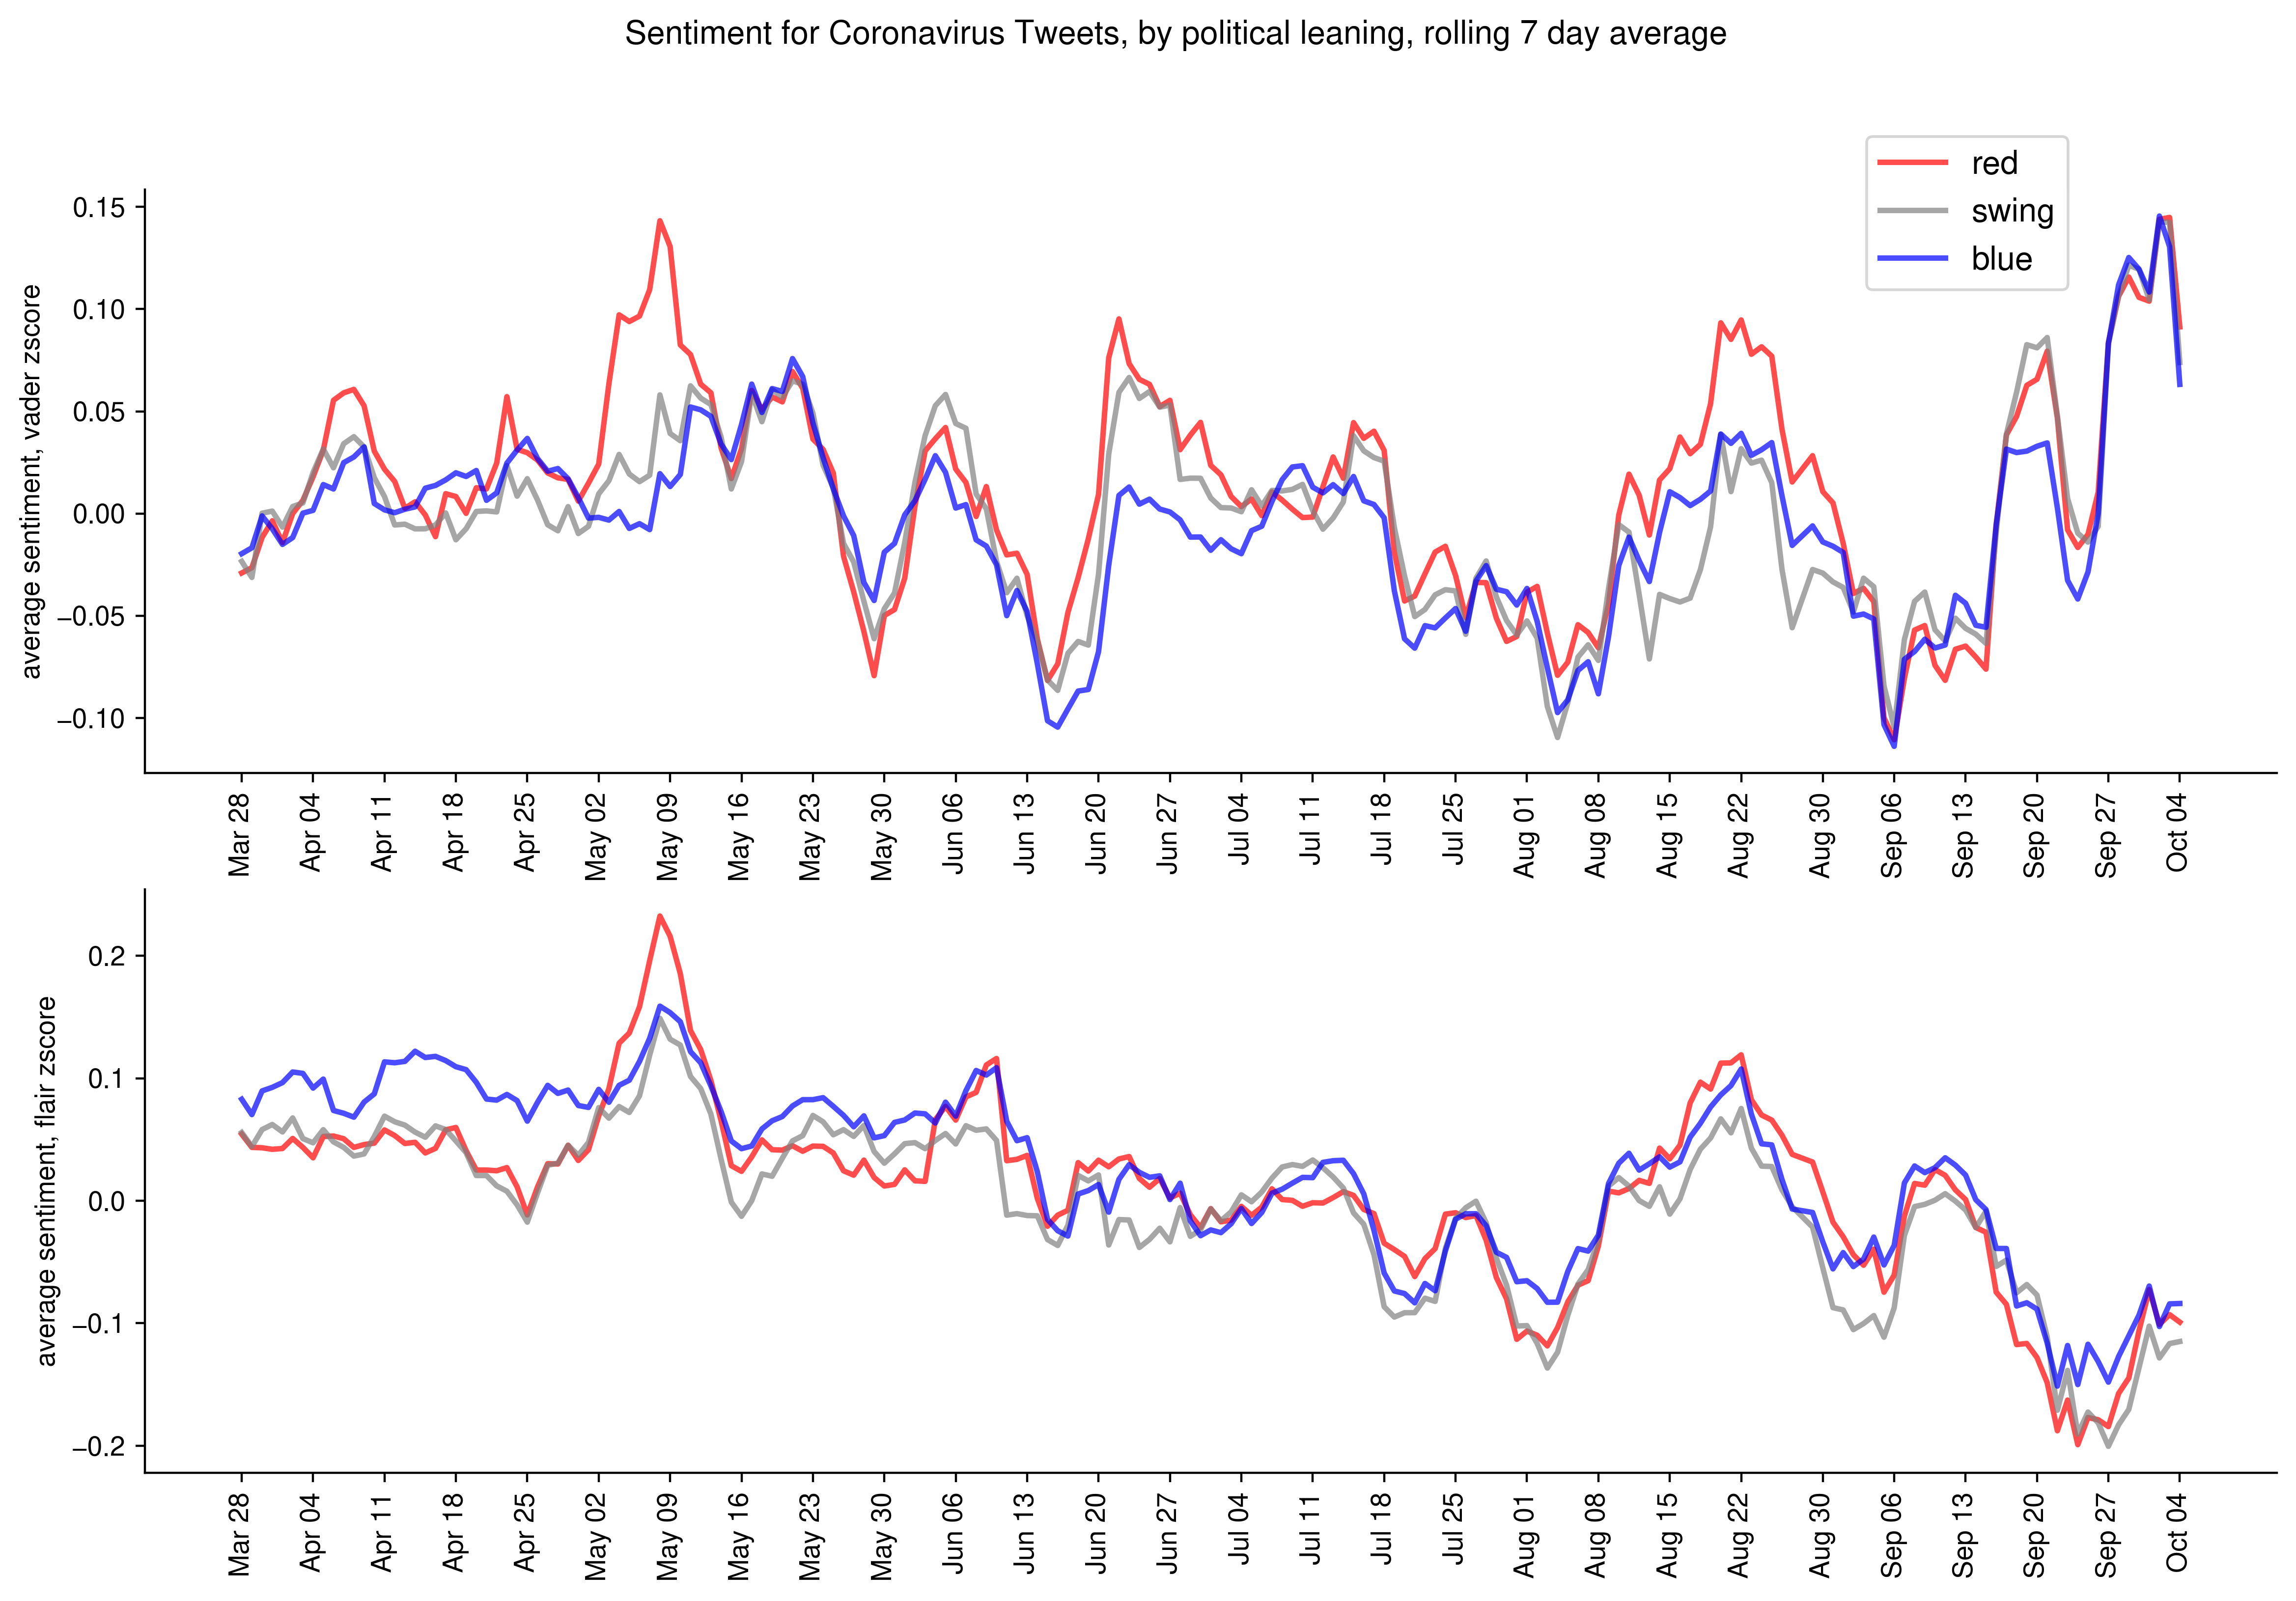 Sentiment for Coronavirus Tweets, by political leaning, rolling 7 day average
red
swing
blue
average sentiment, vader zscore
0.15
0.10
0.05
0.00
−0.05
−0.10
Mar 28
Apr 04
Apr 11
Apr 18
Apr 25
May 02
May 09
May 16
May 23
May 30
Jun 06
Jun 13
Jun 20
Jun 27
Jul 04
Jul 11
Jul 18
Jul 25
Aug 01
Aug 08
Aug 15
Aug 22
Aug 30
Sep 06
Sep 13
Sep 20
Sep 27
Oct 04
average sentiment, flair zscore
0.2
0.1
0.0
−0.1
−0.2
Mar 28
Apr 04
Apr 11
Apr 18
Apr 25
May 02
May 09
May 16
May 23
May 30
Jun 06
Jun 13
Jun 20
Jun 27
Jul 04
Jul 11
Jul 18
Jul 25
Aug 01
Aug 08
Aug 15
Aug 22
Aug 30
Sep 06
Sep 13
Sep 20
Sep 27
Oct 04